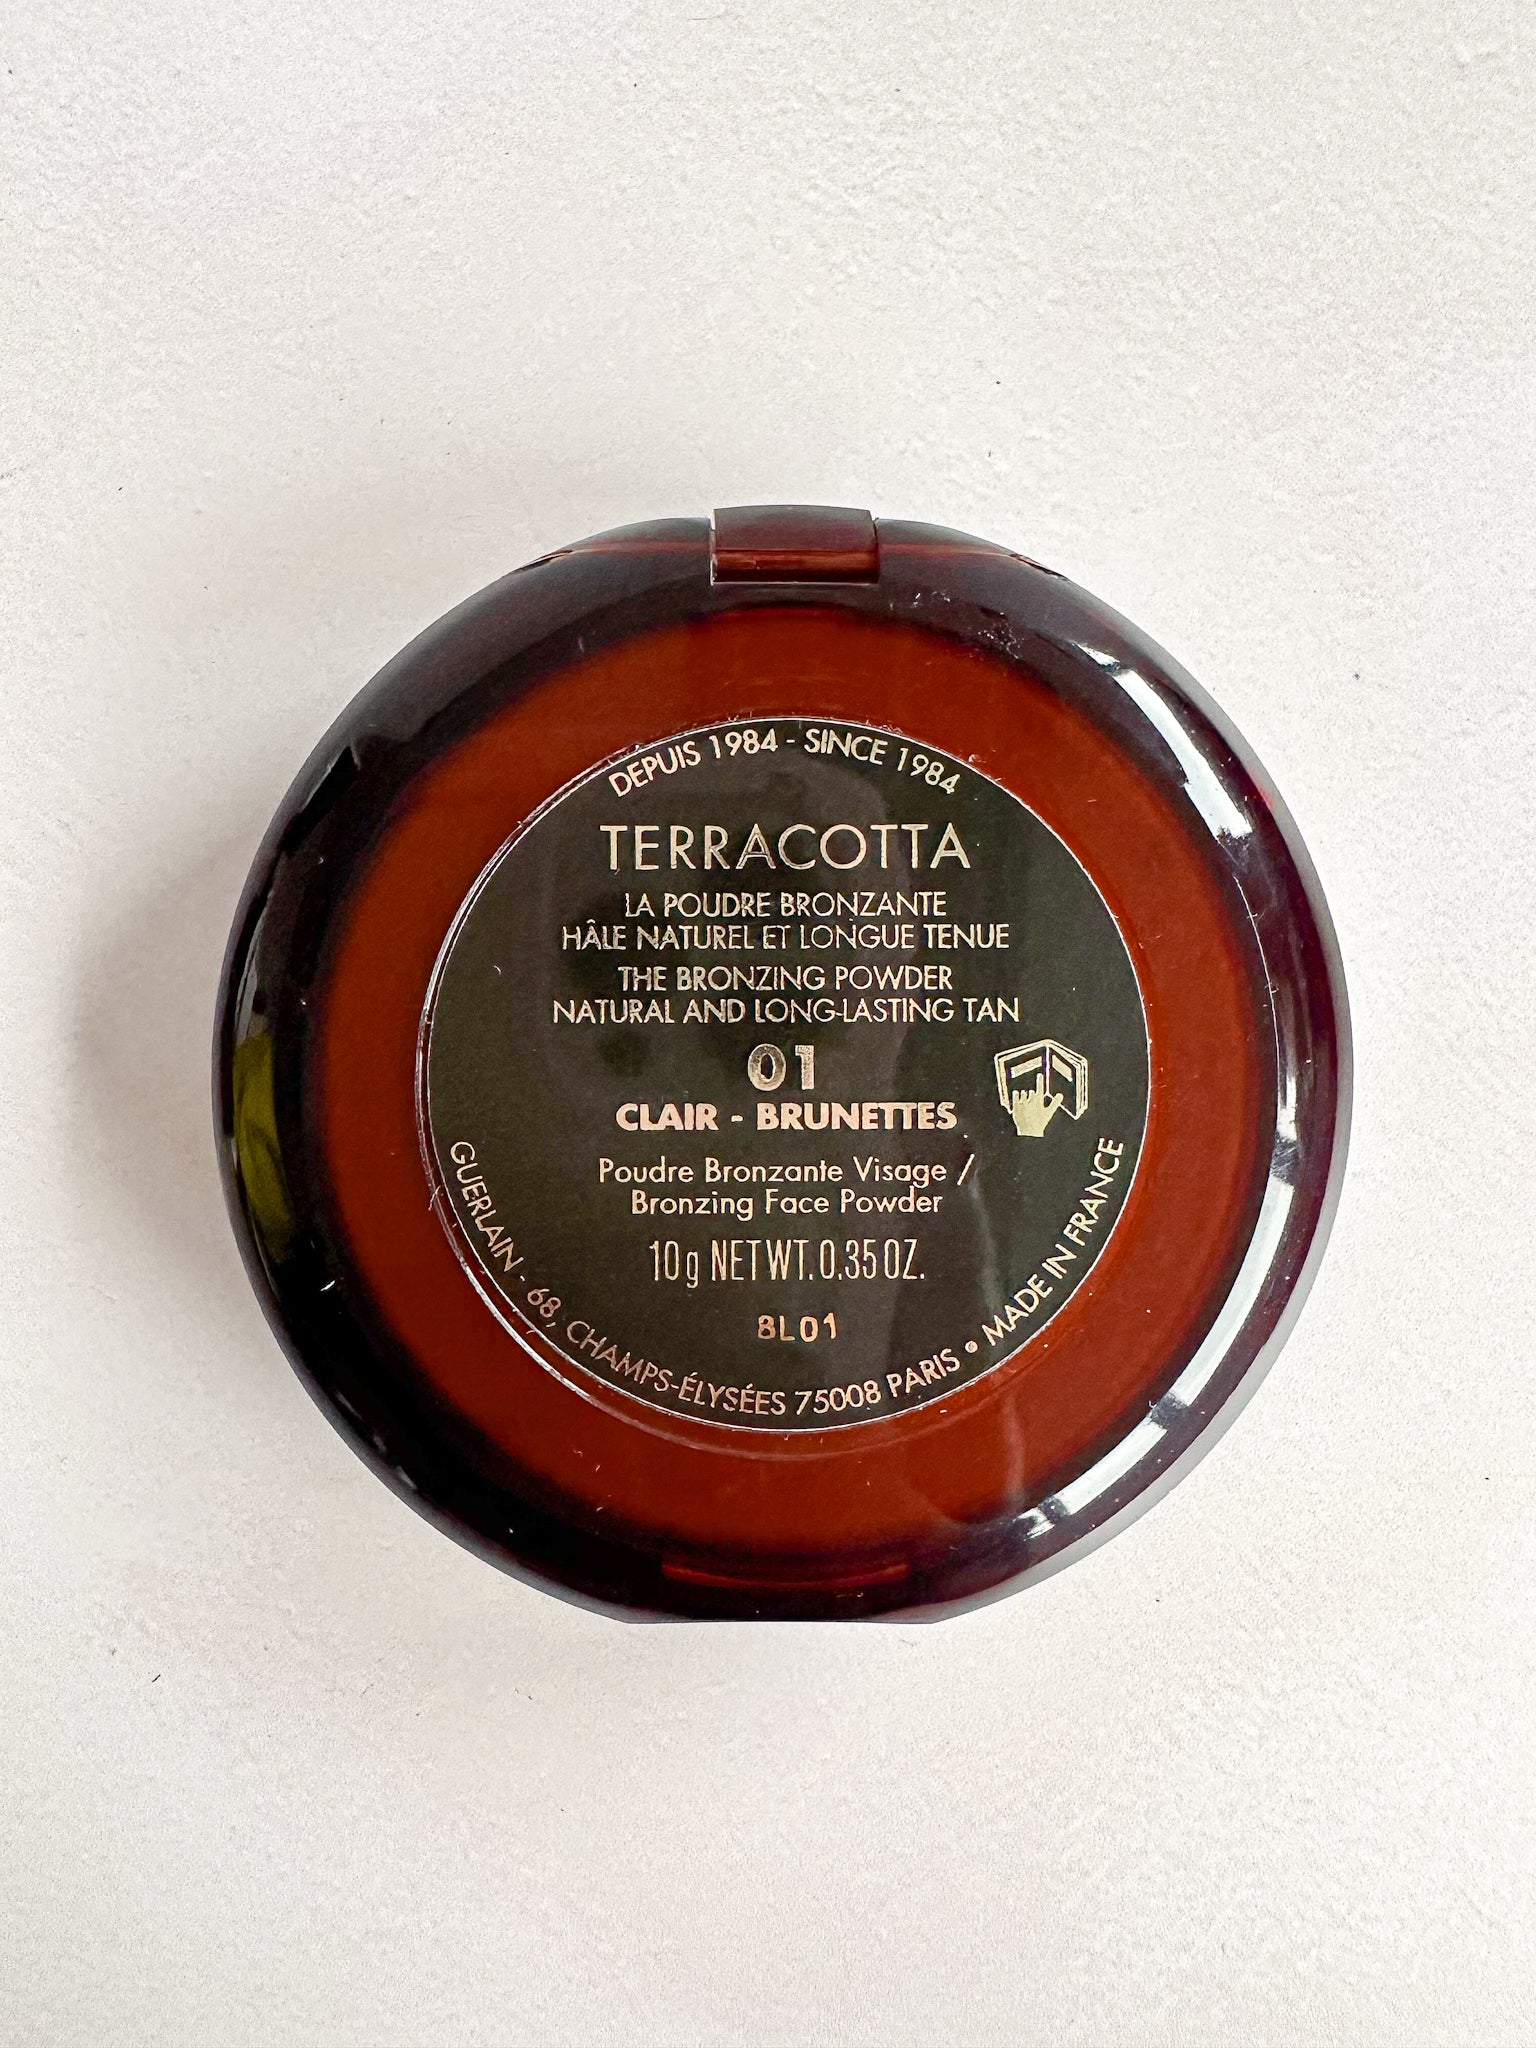 DEPUIS 1984 - SINCE 1984
TERRACOTTA
LA POUDRE BRONZANTE
HÂLE NATUREL ET LONGUE TENUE
THE BRONZING POWDER
NATURAL AND LONG-LASTING TAN
01
CLAIR - BRUNETTES
Poudre Bronzante Visage /
Bronzing Face Powder
10g NET WT. 0.35 OZ.
8L01
GUERLAIN - 68, CHAMPS-ÉLYSÉES 75008 PARIS • MADE IN FRANCE